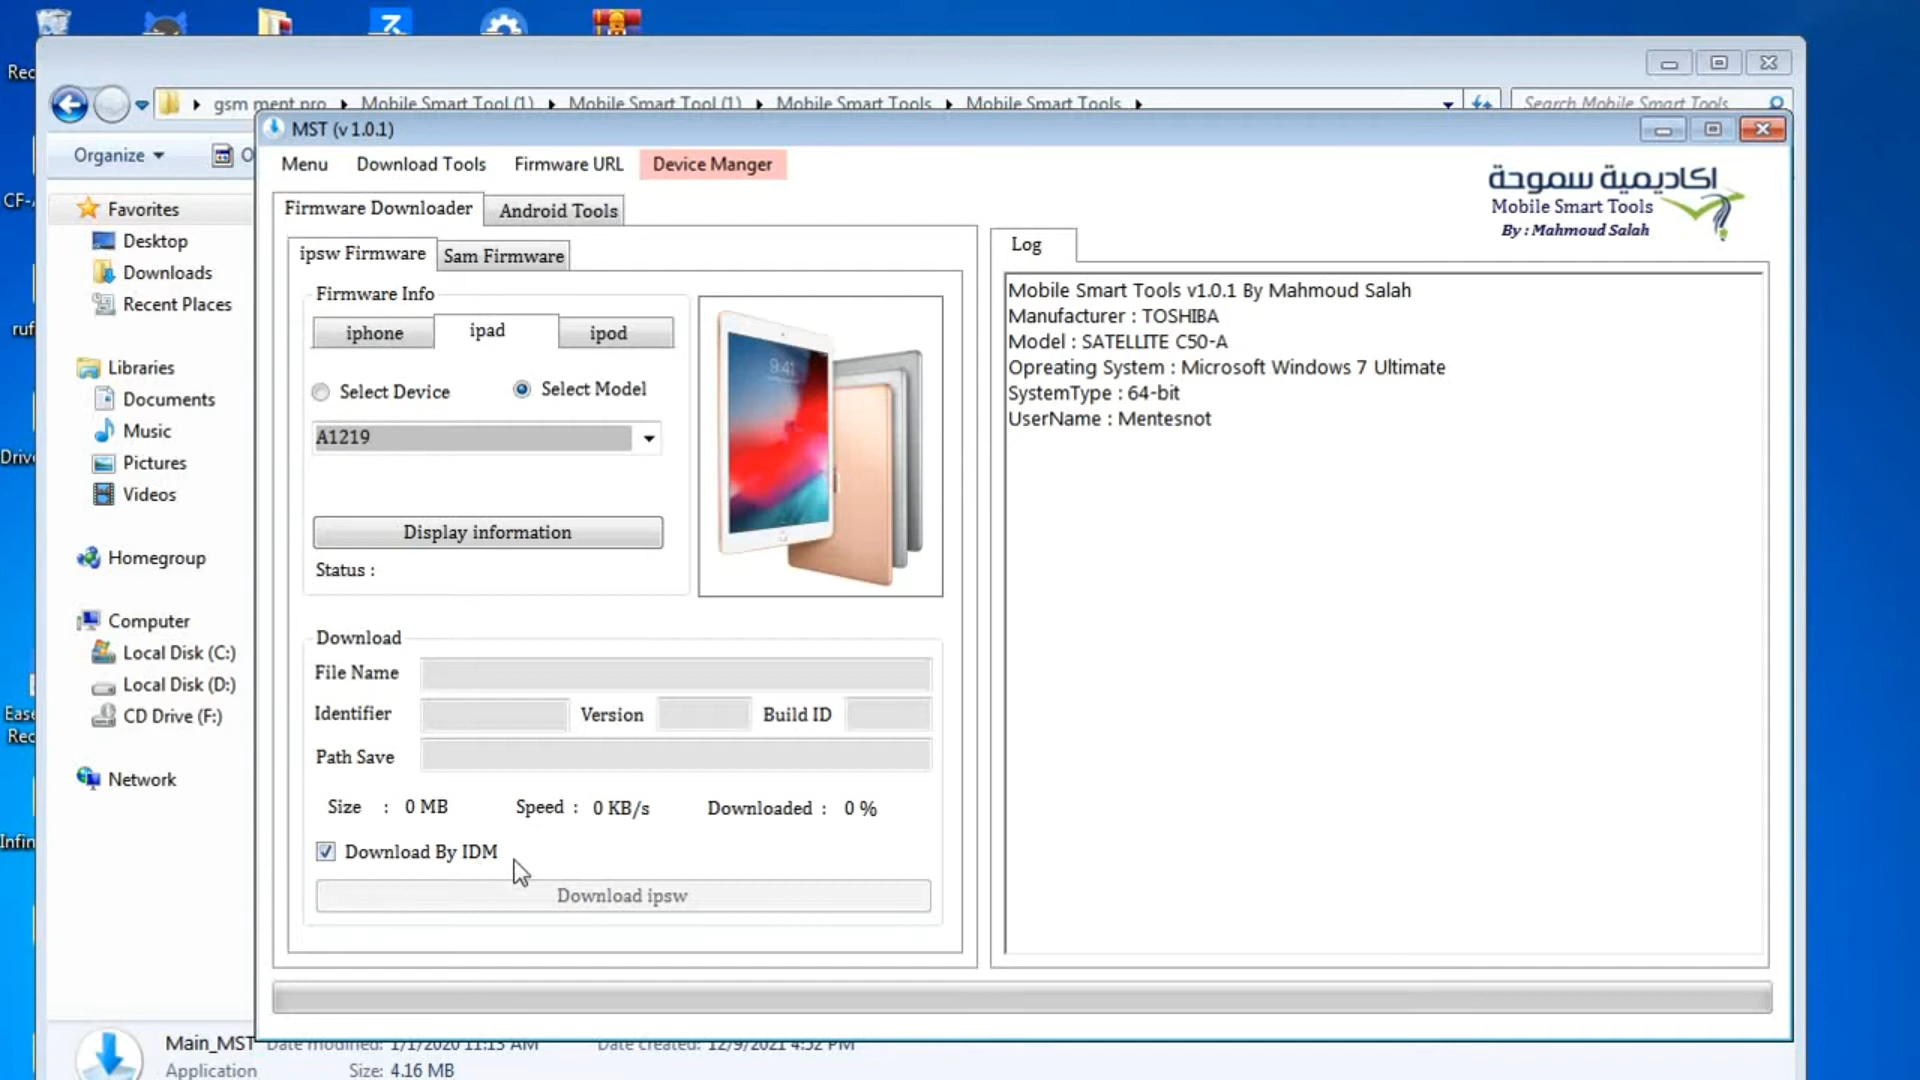 Rec
gsm ment pro
Mobile Smart Tool (1)
Mobile Smart Tool (1)
Mobile Smart Tools
Mobile Smart Tools
Search Mobile Smart Tools
MST (v 1.0.1)
Organize
O
Menu
Download Tools
Firmware URL
Device Manger
اكاديمية سموحة
Mobile Smart Tools
By : Mahmoud Salah
CF-
Favorites
Desktop
Downloads
Recent Places
ruf
Libraries
Documents
Music
Pictures
Videos
Drive
Homegroup
Computer
Local Disk (C:)
Local Disk (D:)
CD Drive (F:)
Ease
Rec
Network
Infin
Firmware Downloader
Android Tools
ipsw Firmware
Sam Firmware
Firmware Info
iphone
ipad
ipod
Select Device
Select Model
A1219
9:41
Display information
Status :
Download
File Name
Identifier
Version
Build ID
Path Save
Size : 0 MB
Speed : 0 KB/s
Downloaded : 0 %
Download By IDM
Download ipsw
Log
Mobile Smart Tools v1.0.1 By Mahmoud Salah
Manufacturer : TOSHIBA
Model : SATELLITE C50-A
Oprerating System : Microsoft Windows 7 Ultimate
SystemType : 64-bit
UserName : Mentesnot
Main_MST
Date modified: 1/1/2020 11:13 AM
Date created: 12/9/2021 4:52 PM
Application
Size: 4.16 MB